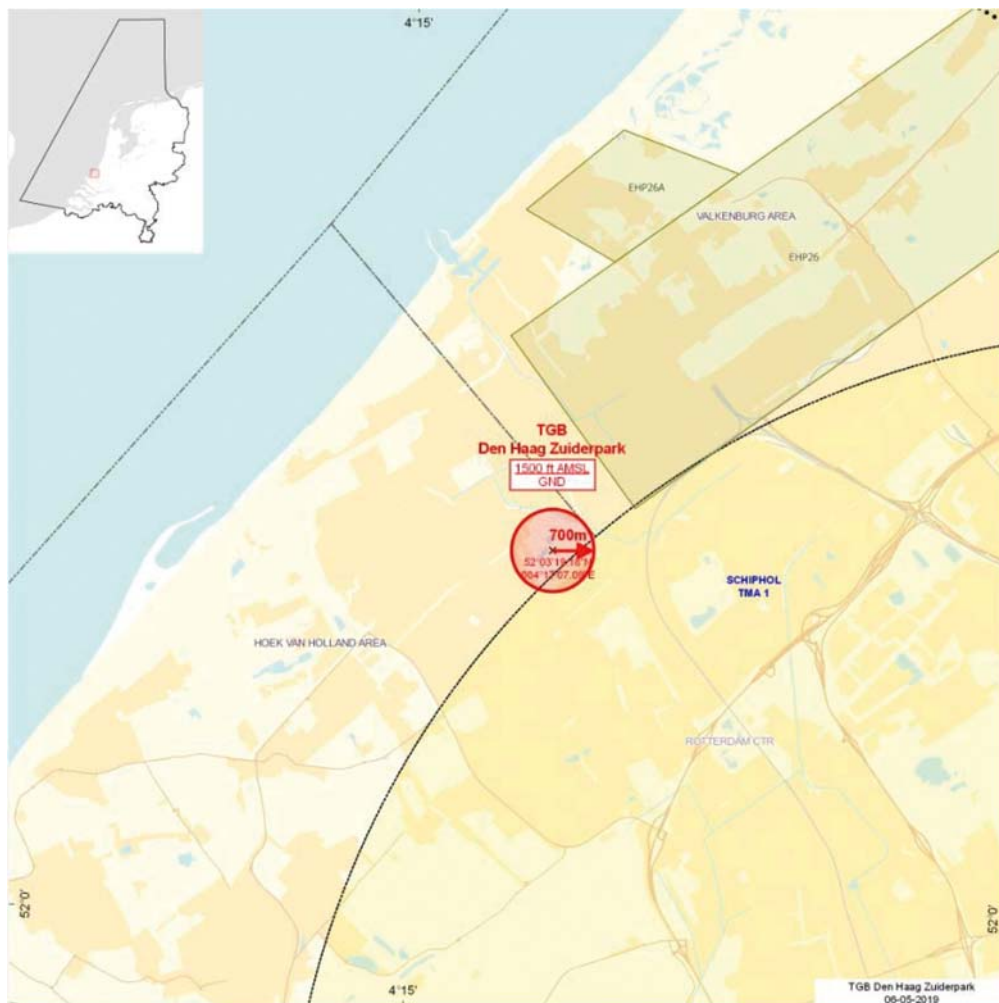 4°15'
EHP26A
VALKENBURG AREA
EHP26
TGB
Den Haag Zuiderpark
1500 ft AMSL
GND
700m
SCHIPHOL
TMA 1
HOEK VAN HOLLAND AREA
ROTTERDAM CTR
52°0'
52°0'
4°15'
TGB Den Haag Zuiderpark
06-05-2019